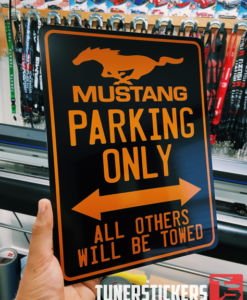 MUSTANG
PARKING
ONLY
ALL OTHERS
WILL BE TOWED
TUNERSTICKERS